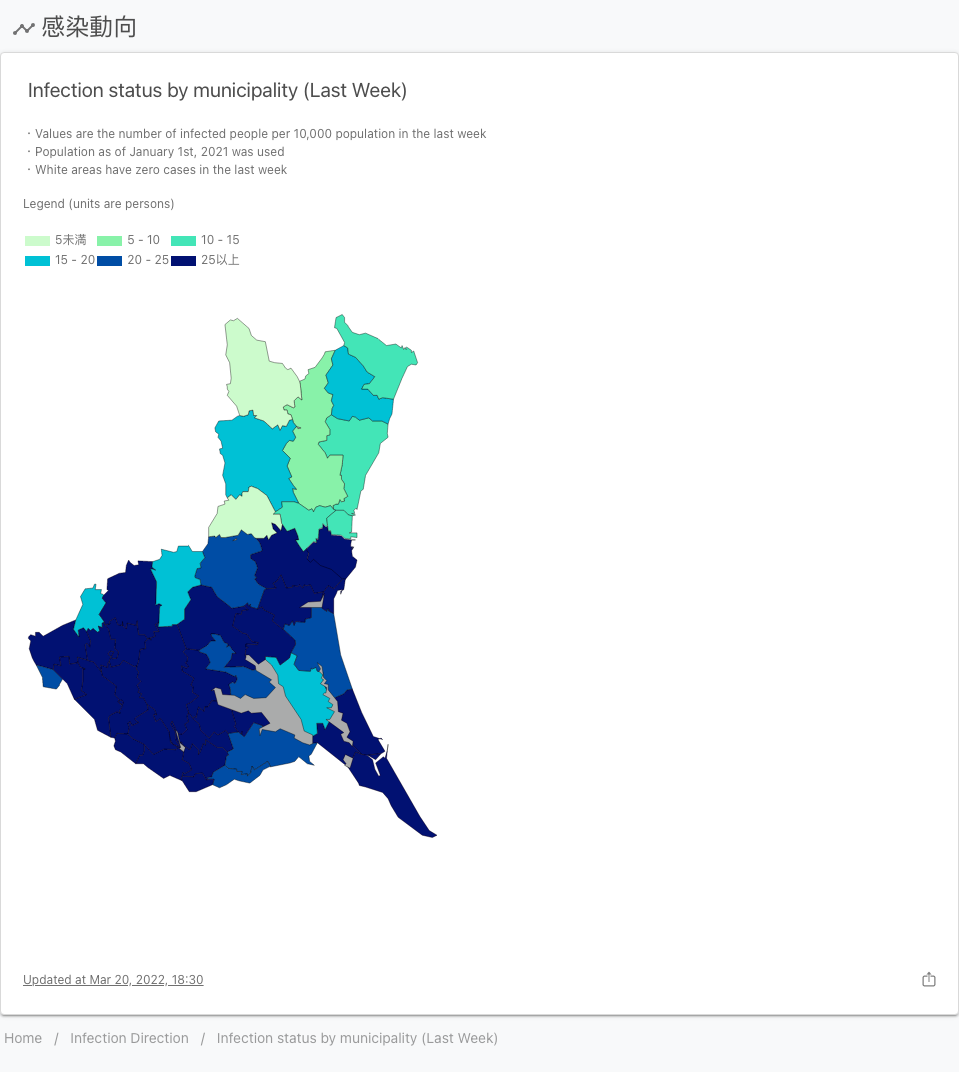 感染動向
Infection status by municipality (Last Week)
・Values are the number of infected people per 10,000 population in the last week
・Population as of January 1st, 2021 was used
・White areas have zero cases in the last week
Legend (units are persons)
5未満 5 - 10 10 - 15
15 - 20 20 - 25 25以上
Updated at Mar 20, 2022, 18:30
Home / Infection Direction / Infection status by municipality (Last Week)